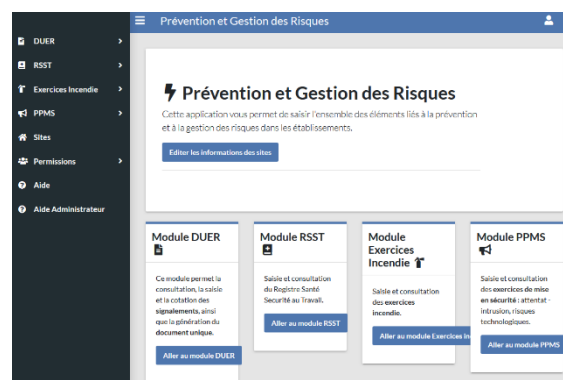 Prévention et Gestion des Risques
DUER
RSST
Exercices Incendie
PPMS
Sites
Permissions
Aide
Aide Administrateur
Prévention et Gestion des Risques
Cette application vous permet de saisir l'ensemble des éléments liés à la prévention
et à la gestion des risques dans les établissements.
Editer les informations des sites
Module DUER
Ce module permet la
consultation, la saisie
et la cotation des
signalements, ainsi
que la génération du
document unique.
Aller au module DUER
Module RSST
Saisie et consultation
du Registre Santé
Securité au Travail.
Aller au module RSST
Module
Exercices
Incendie
Saisie et consultation
des exercices
incendie.
Aller au module Exercices in
Module PPMS
Saisie et consultation
des exercices de mise
en sécurité : attentat -
intrusion, risques
technologiques.
Aller au module PPMS